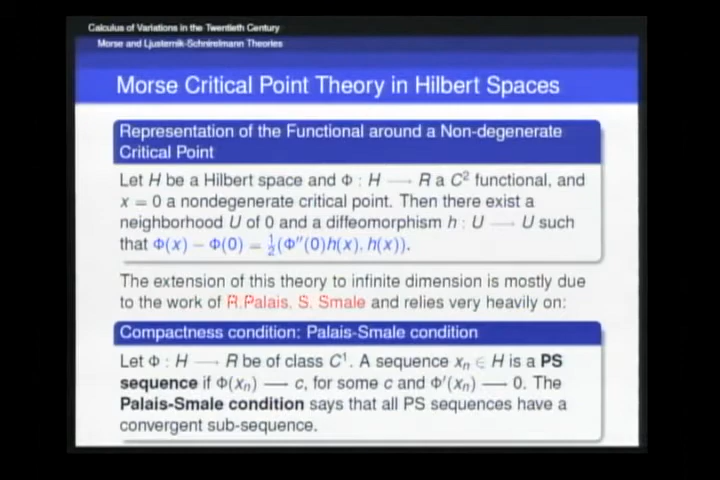 Calculus of Variations in the Twentieth Century
Morse and Ljusternik-Schnirelmann Theories
Morse Critical Point Theory in Hilbert Spaces
Representation of the Functional around a Non-degenerate
Critical Point
Let H be a Hilbert space and Φ : H → R a C² functional, and
x = 0 a nondegenerate critical point. Then there exist a
neighborhood U of 0 and a diffeomorphism h : U → U such
that Φ(x) − Φ(0) = ½(Φ″(0)h(x), h(x)).
The extension of this theory to infinite dimension is mostly due
to the work of R.Palais, S. Smale and relies very heavily on:
Compactness condition: Palais-Smale condition
Let Φ : H → R be of class C¹. A sequence xₙ ∈ H is a PS
sequence if Φ(xₙ) → c, for some c and Φ′(xₙ) → 0. The
Palais-Smale condition says that all PS sequences have a
convergent sub-sequence.